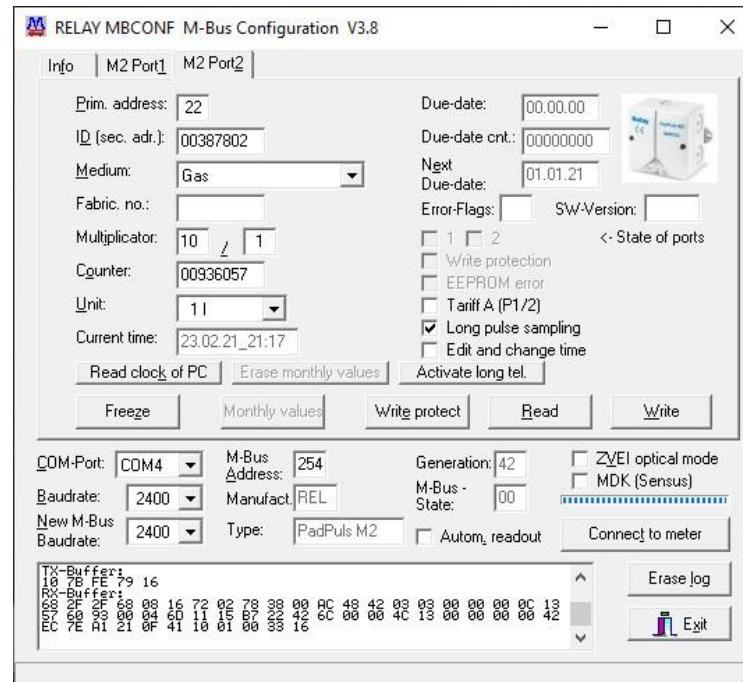 RELAY MBCONF M-Bus Configuration V3.8
Info M2 Port1 M2 Port2
Prim. address: 22 Due-date: 00.00.00
ID (sec. adr.): 00387802 Due-date cnt.: 00000000
Medium: Gas Next Due-date: 01.01.21
Fabric. no.: Error-Flags: SW-Version:
Multiplicator: 10 / 1 1 2 <- State of ports
Write protection
Counter: 00936057 EEPROM error
Unit: 1 l Tariff A (P1/2)
Long pulse sampling
Current time: 23.02.21_21:17 Edit and change time
Read clock of PC Erase monthly values Activate long tel.
Freeze Monthly values Write protect Read Write
COM-Port: COM4 M-Bus Address: 254 Generation: 42 ZVEI optical mode
MDK (Sensus)
Baudrate: 2400 Manufact. REL M-Bus - State: 00
New M-Bus Baudrate: 2400 Type: PadPuls M2 Autom. readout Connect to meter
TX-Buffer:
10 7B FE 79 16
RX-Buffer:
68 2F 2F 68 08 16 72 02 78 38 00 AC 48 42 03 03 00 00 00 0C 13
57 60 93 00 04 6D 11 15 B7 22 42 6C 00 00 4C 13 00 00 00 00 42
EC 7E A1 21 0F 41 10 01 00 33 16
Erase log
Exit